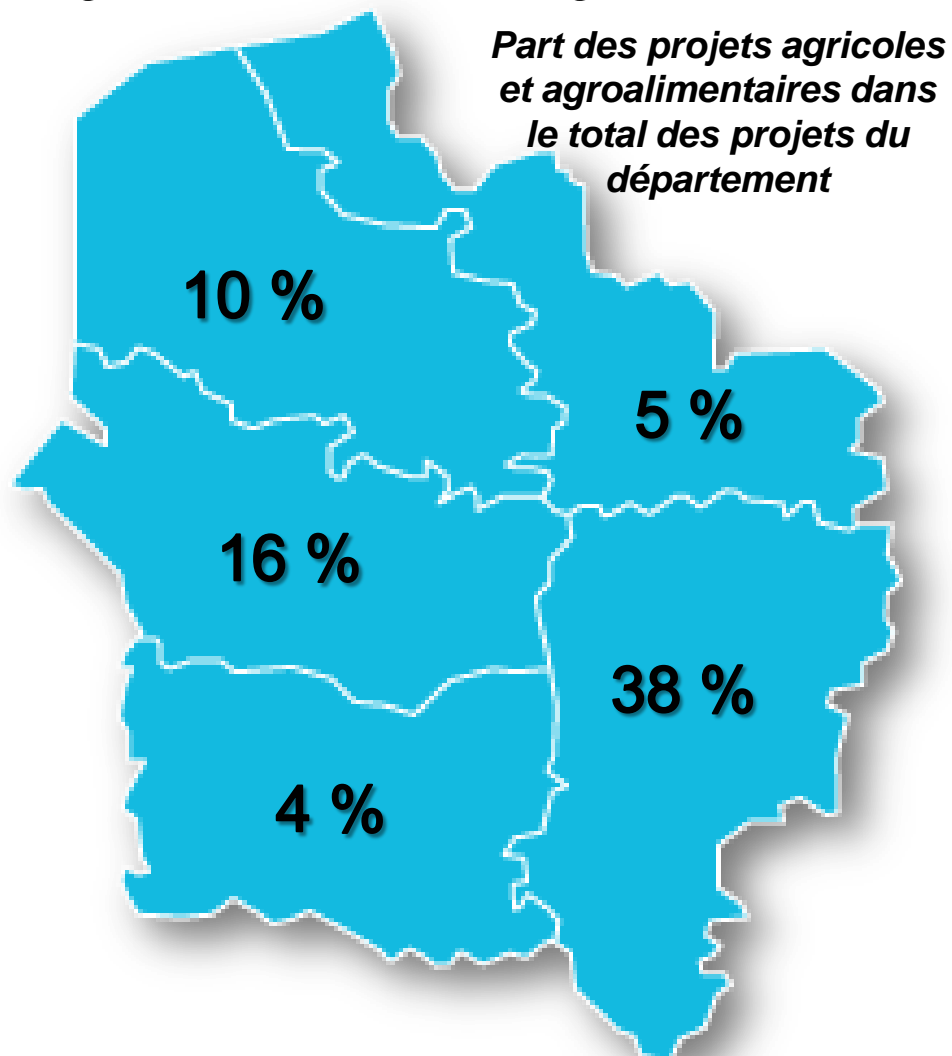 Part des projets agricoles
et agroalimentaires dans
le total des projets du
département
10 %
5 %
16 %
38 %
4 %